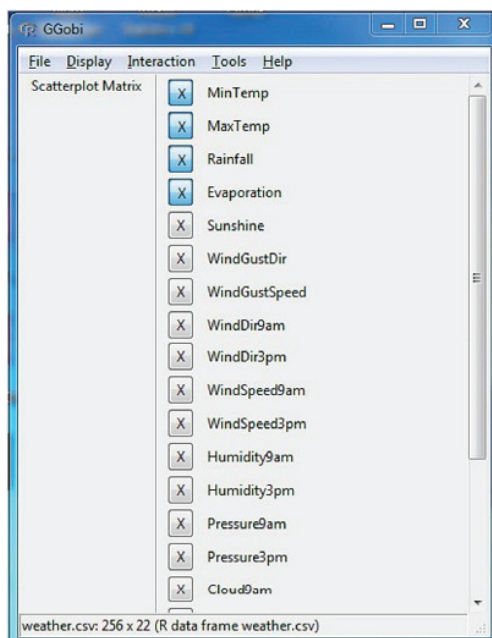 GGobi
File Display Interaction Tools Help
Scatterplot Matrix
X MinTemp
X MaxTemp
X Rainfall
X Evaporation
X Sunshine
X WindGustDir
X WindGustSpeed
X WindDir9am
X WindDir3pm
X WindSpeed9am
X WindSpeed3pm
X Humidity9am
X Humidity3pm
X Pressure9am
X Pressure3pm
X Cloud9am
weather.csv: 256 x 22 (R data frame weather.csv)